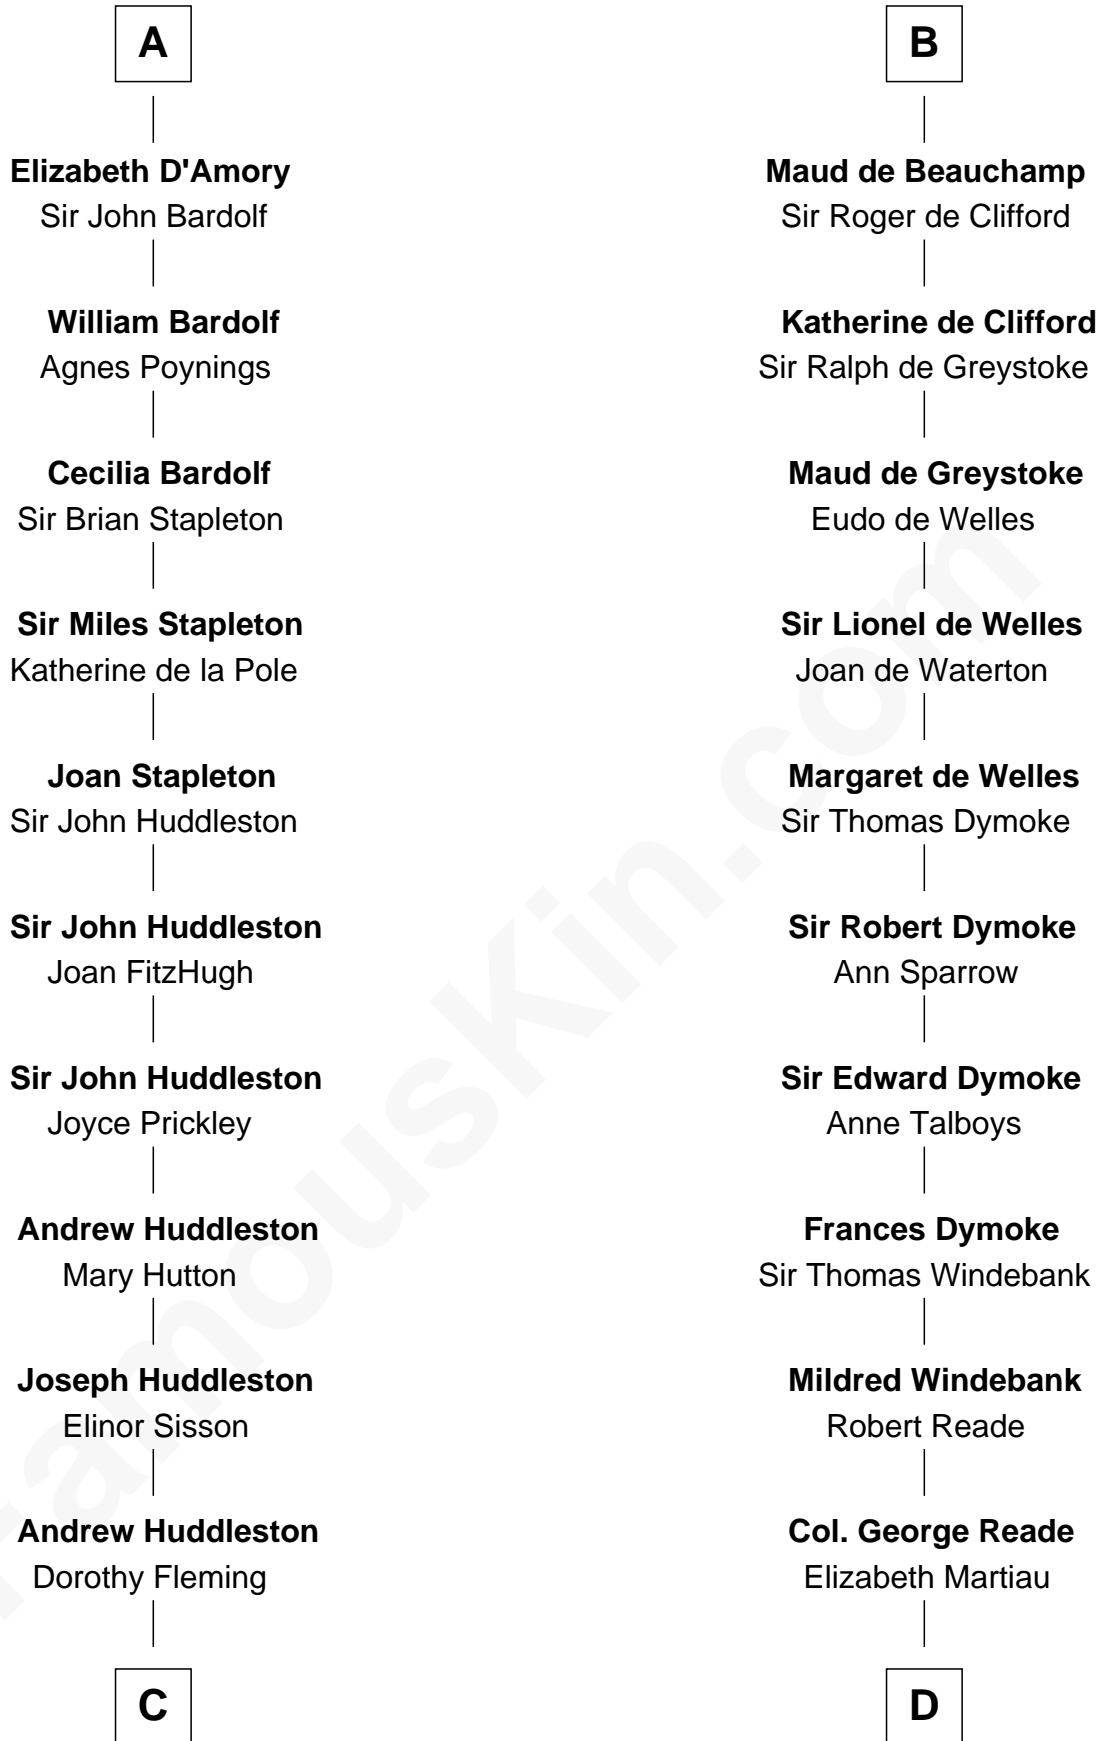 A
Elizabeth D'Amory
Sir John Bardolf
William Bardolf
Agnes Poynings
Cecilia Bardolf
Sir Brian Stapleton
Sir Miles Stapleton
Katherine de la Pole
Joan Stapleton
Sir John Huddleston
Sir John Huddleston
Joan FitzHugh
Sir John Huddleston
Joyce Prickley
Andrew Huddleston
Mary Hutton
Joseph Huddleston
Elinor Sisson
Andrew Huddleston
Dorothy Fleming
C
B
Maud de Beauchamp
Sir Roger de Clifford
Katherine de Clifford
Sir Ralph de Greystoke
Maud de Greystoke
Eudo de Welles
Sir Lionel de Welles
Joan de Waterton
Margaret de Welles
Sir Thomas Dymoke
Sir Robert Dymoke
Ann Sparrow
Sir Edward Dymoke
Anne Talboys
Frances Dymoke
Sir Thomas Windebank
Mildred Windebank
Robert Reade
Col. George Reade
Elizabeth Martiau
D
FamousKin.com